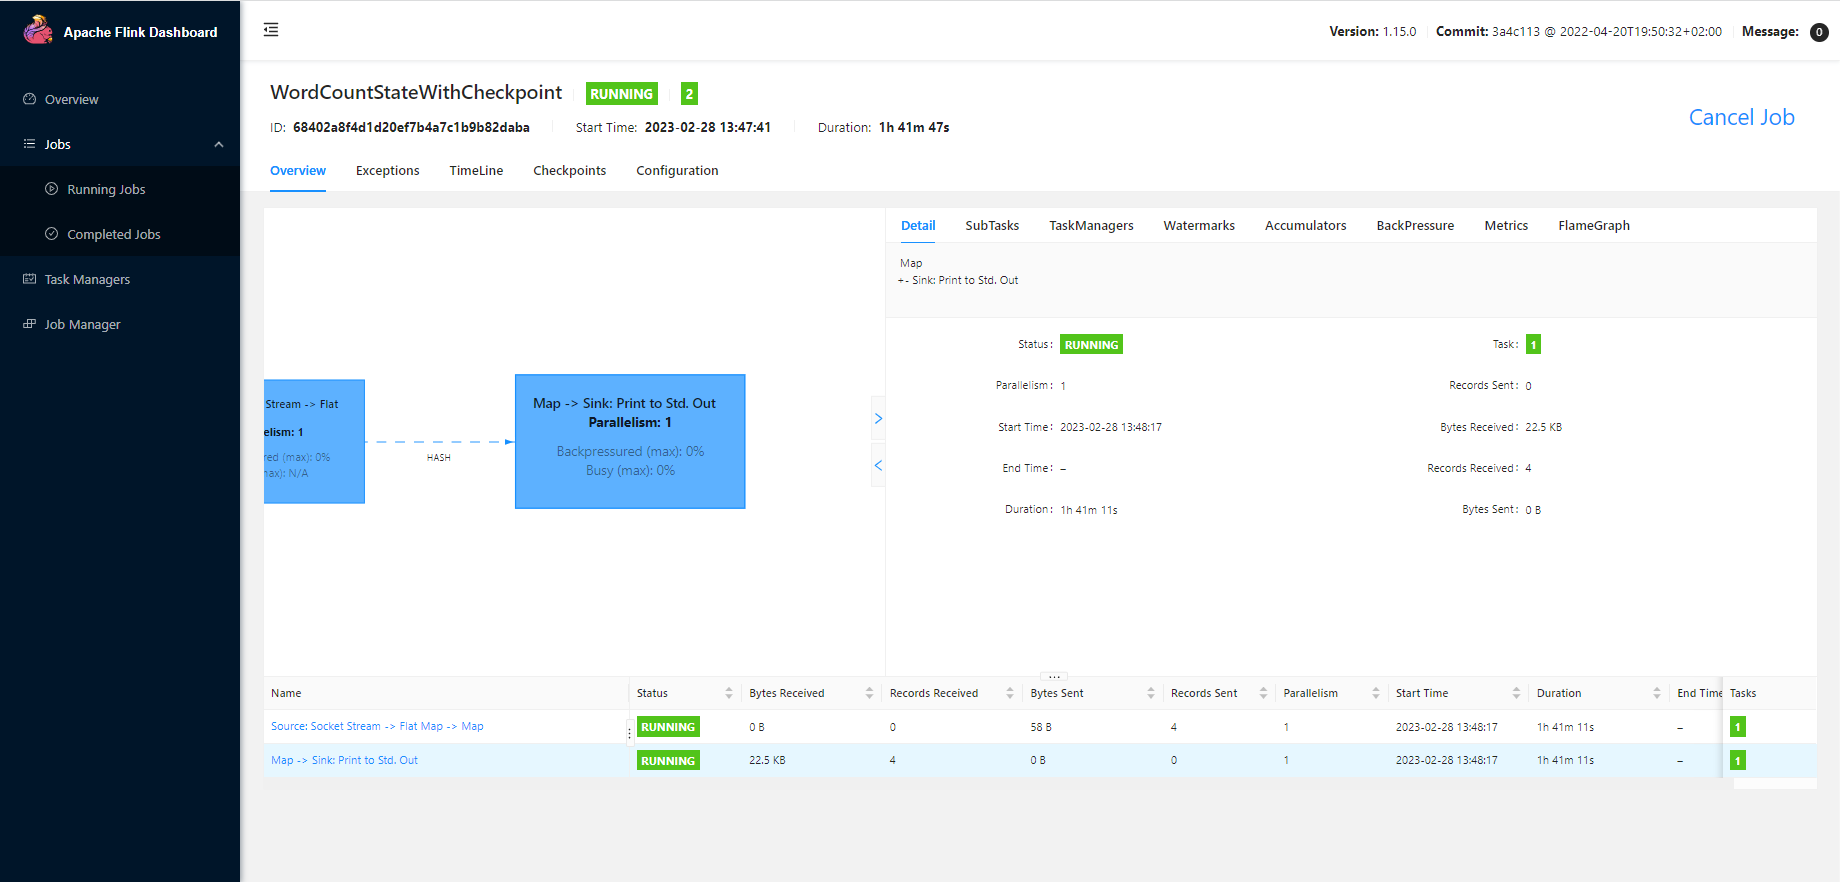 Apache Flink Dashboard
Version: 1.15.0 Commit: 3a4c113 @ 2022-04-20T19:50:32+02:00 Message: 0
Overview
Jobs
Running Jobs
Completed Jobs
Task Managers
Job Manager
WordCountStateWithCheckpoint RUNNING 2
ID: 68402a8f4d1d20ef7b4a7c1b9b82daba Start Time: 2023-02-28 13:47:41 Duration: 1h 41m 47s
Cancel Job
Overview Exceptions TimeLine Checkpoints Configuration
Stream -> Flat
elism: 1
red (max): 0%
nax): N/A
HASH
Map -> Sink: Print to Std. Out
Parallelism: 1
Backpressured (max): 0%
Busy (max): 0%
Detail SubTasks TaskManagers Watermarks Accumulators BackPressure Metrics FlameGraph
Map
+- Sink: Print to Std. Out
Status: RUNNING Task: 1
Parallelism: 1 Records Sent: 0
Start Time: 2023-02-28 13:48:17 Bytes Received: 22.5 KB
End Time: – Records Received: 4
Duration: 1h 41m 11s Bytes Sent: 0 B
Name Status Bytes Received Records Received Bytes Sent Records Sent Parallelism Start Time Duration End Time Tasks
Source: Socket Stream -> Flat Map -> Map RUNNING 0 B 0 58 B 4 1 2023-02-28 13:48:17 1h 41m 11s – 1
Map -> Sink: Print to Std. Out RUNNING 22.5 KB 4 0 B 0 1 2023-02-28 13:48:17 1h 41m 11s – 1